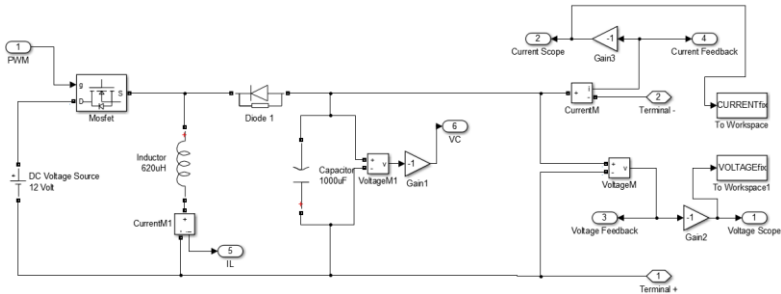 1
PWM
g
D
S
Mosfet
DC Voltage Source
12 Volt
Inductor
620uH
+
CurrentM1
5
IL
Diode 1
Capacitor
1000uF
+
-
v
VoltageM1
-1
Gain1
6
VC
2
Current Scope
-1
Gain3
4
Current Feedback
+
-
i
CurrentM
2
Terminal -
CURRENTfix
To Workspace
+
-
v
VoltageM
VOLTAGEfix
To Workspace1
3
Voltage Feedback
-1
Gain2
1
Voltage Scope
1
Terminal +